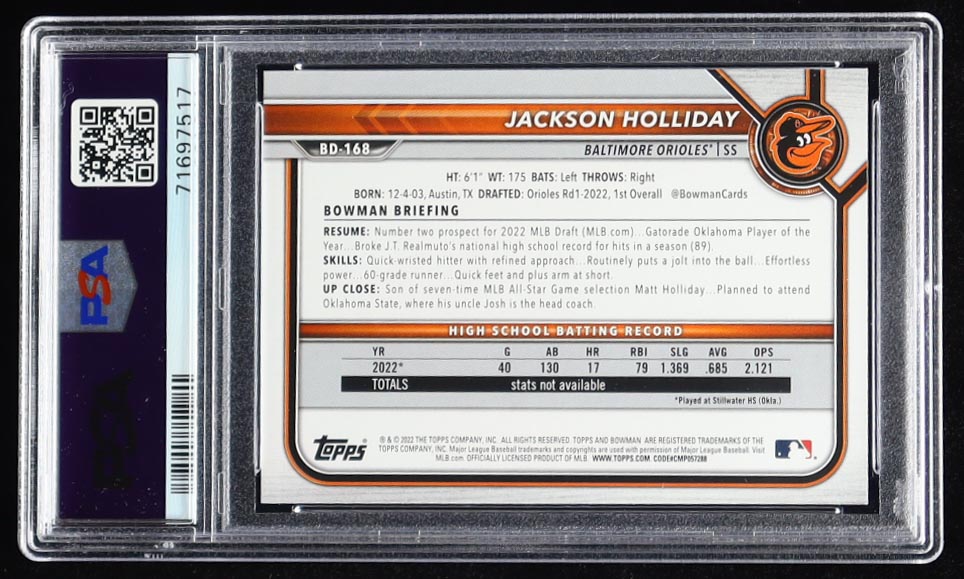 71697517
PSA
PSA
JACKSON HOLLIDAY
BD-168
BALTIMORE ORIOLES® | SS
HT: 6'1" WT: 175 BATS: Left THROWS: Right
BORN: 12-4-03, Austin, TX DRAFTED: Orioles Rd1-2022, 1st Overall @BowmanCards
BOWMAN BRIEFING
RESUME: Number two prospect for 2022 MLB Draft (MLB.com)...Gatorade Oklahoma Player of the
Year...Broke J.T. Realmuto's national high school record for hits in a season (89).
SKILLS: Quick-wristed hitter with refined approach...Routinely puts a jolt into the ball...Effortless
power...60-grade runner...Quick feet and plus arm at short.
UP CLOSE: Son of seven-time MLB All-Star Game selection Matt Holliday...Planned to attend
Oklahoma State, where his uncle Josh is the head coach.
HIGH SCHOOL BATTING RECORD
YR G AB HR RBI SLG AVG OPS
2022* 40 130 17 79 1.369 .685 2.121
TOTALS stats not available
*Played at Stillwater HS (Okla.)
Topps
® & © 2022 THE TOPPS COMPANY, INC. ALL RIGHTS RESERVED. TOPPS AND BOWMAN ARE REGISTERED TRADEMARKS OF THE
TOPPS COMPANY, INC. Major League Baseball trademarks and copyrights are used with permission of Major League Baseball. Visit
MLB.com. OFFICIALLY LICENSED PRODUCT OF MLB. WWW.TOPPS.COM. CODE#CMP057288